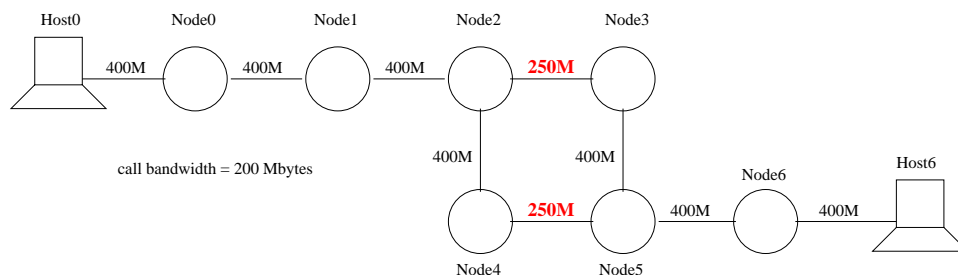 Host0
Node0
Node1
Node2
Node3
400M
400M
400M
250M
400M
400M
call bandwidth = 200 Mbytes
Node6
Host6
250M
400M
400M
Node4
Node5